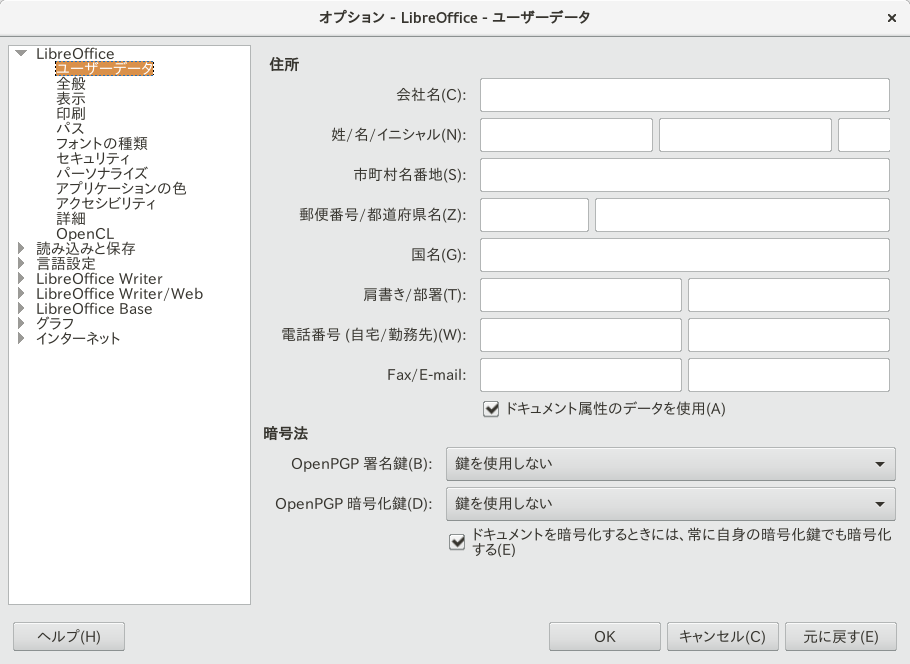 オプション - LibreOffice - ユーザーデータ
LibreOffice
ユーザーデータ
全般
表示
印刷
パス
フォントの種類
セキュリティ
パーソナライズ
アプリケーションの色
アクセシビリティ
詳細
OpenCL
読み込みと保存
言語設定
LibreOffice Writer
LibreOffice Writer/Web
LibreOffice Base
グラフ
インターネット
住所
会社名(C):
姓/名/イニシャル(N):
市町村名番地(S):
郵便番号/都道府県名(Z):
国名(G):
肩書き/部署(T):
電話番号 (自宅/勤務先)(W):
Fax/E-mail:
ドキュメント属性のデータを使用(A)
暗号法
OpenPGP 署名鍵(B): 鍵を使用しない
OpenPGP 暗号化鍵(D): 鍵を使用しない
ドキュメントを暗号化するときには、常に自身の暗号化鍵でも暗号化
する(E)
ヘルプ(H) OK キャンセル(C) 元に戻す(E)